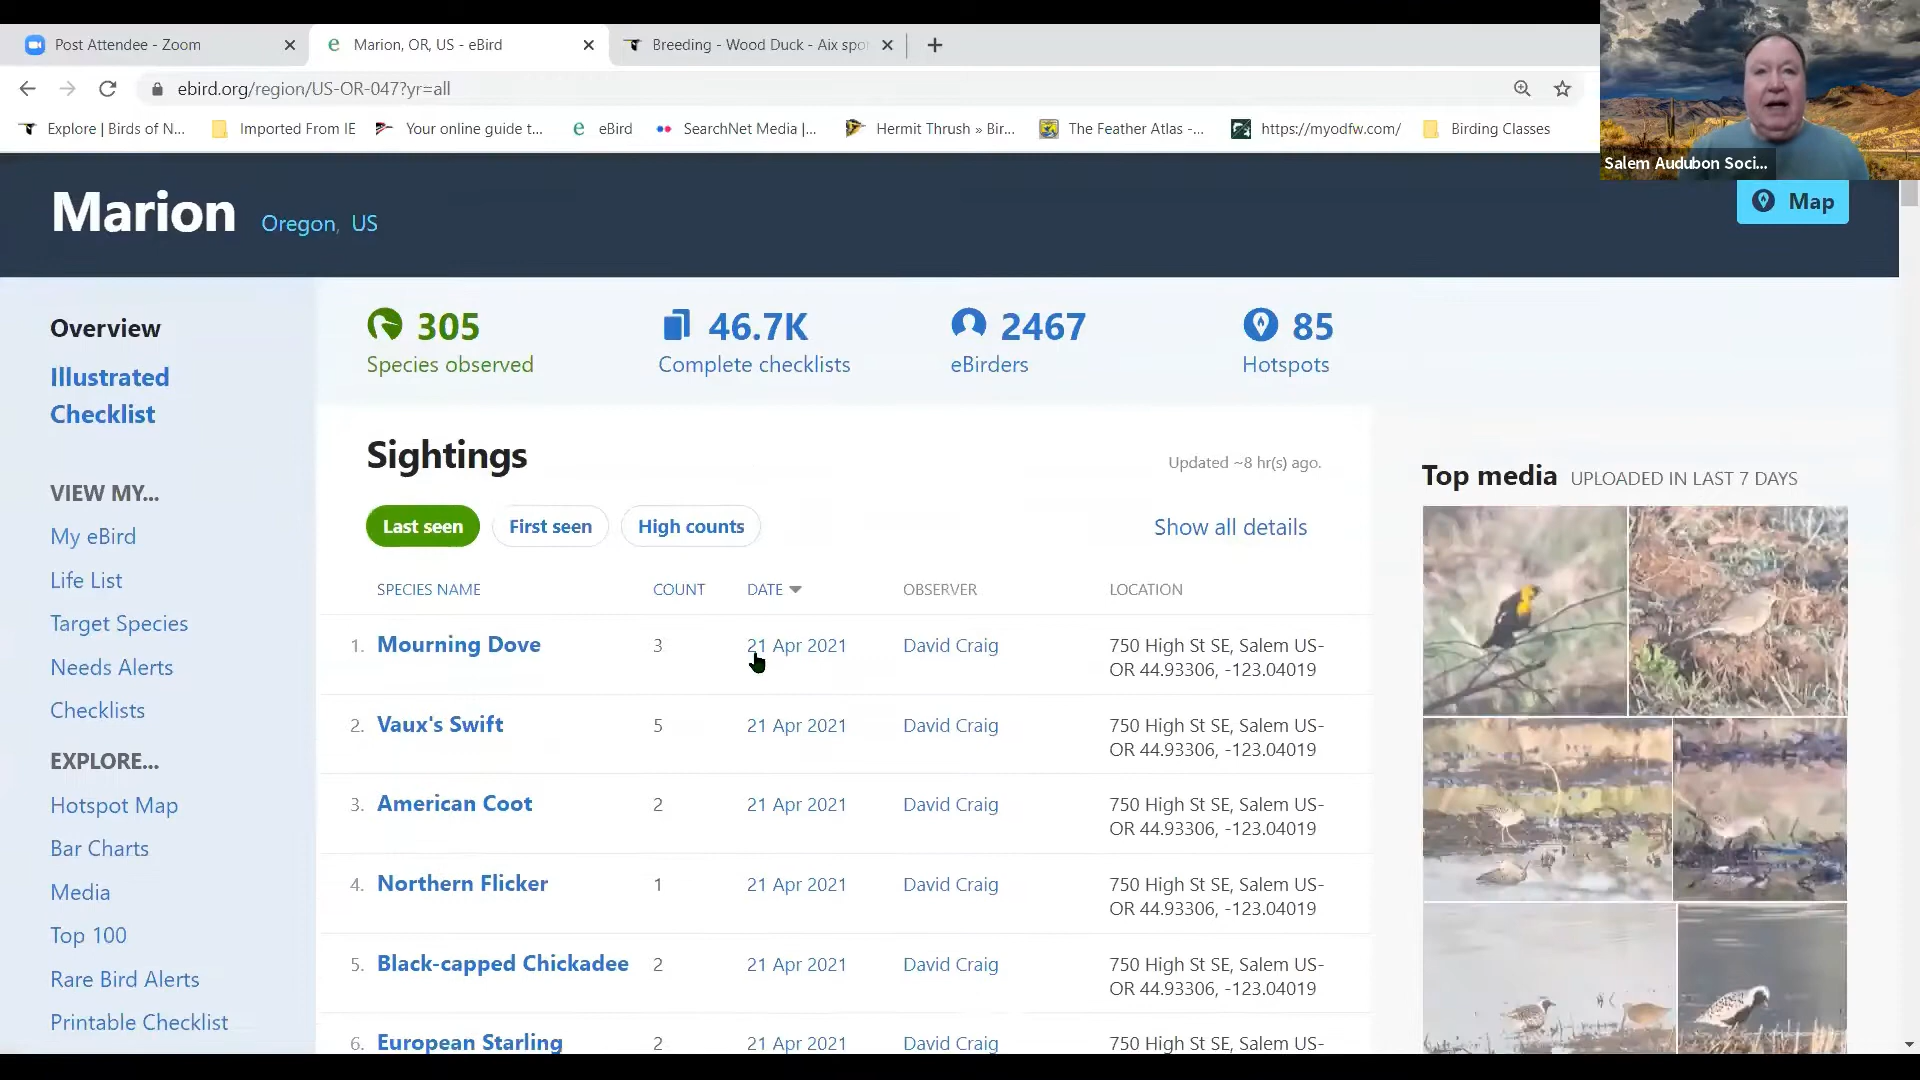 Post Attendee - Zoom
Marion, OR, US - eBird
Breeding - Wood Duck - Aix spo
ebird.org/region/US-OR-047?yr=all
Explore | Birds of N...
Imported From IE
Your online guide t...
eBird
SearchNet Media |...
Hermit Thrush » Bir...
The Feather Atlas -...
https://myodfw.com/
Birding Classes
Salem Audubon Soci...
Marion Oregon, US
Map
Overview
Illustrated
Checklist
VIEW MY...
My eBird
Life List
Target Species
Needs Alerts
Checklists
EXPLORE...
Hotspot Map
Bar Charts
Media
Top 100
Rare Bird Alerts
Printable Checklist
305
Species observed
46.7K
Complete checklists
2467
eBirders
85
Hotspots
Sightings
Updated ~8 hr(s) ago.
Last seen
First seen
High counts
Show all details
SPECIES NAME COUNT DATE OBSERVER LOCATION
1. Mourning Dove 3 21 Apr 2021 David Craig 750 High St SE, Salem US-
OR 44.93306, -123.04019
2. Vaux's Swift 5 21 Apr 2021 David Craig 750 High St SE, Salem US-
OR 44.93306, -123.04019
3. American Coot 2 21 Apr 2021 David Craig 750 High St SE, Salem US-
OR 44.93306, -123.04019
4. Northern Flicker 1 21 Apr 2021 David Craig 750 High St SE, Salem US-
OR 44.93306, -123.04019
5. Black-capped Chickadee 2 21 Apr 2021 David Craig 750 High St SE, Salem US-
OR 44.93306, -123.04019
6. European Starling 2 21 Apr 2021 David Craig 750 High St SE, Salem US-
Top media UPLOADED IN LAST 7 DAYS